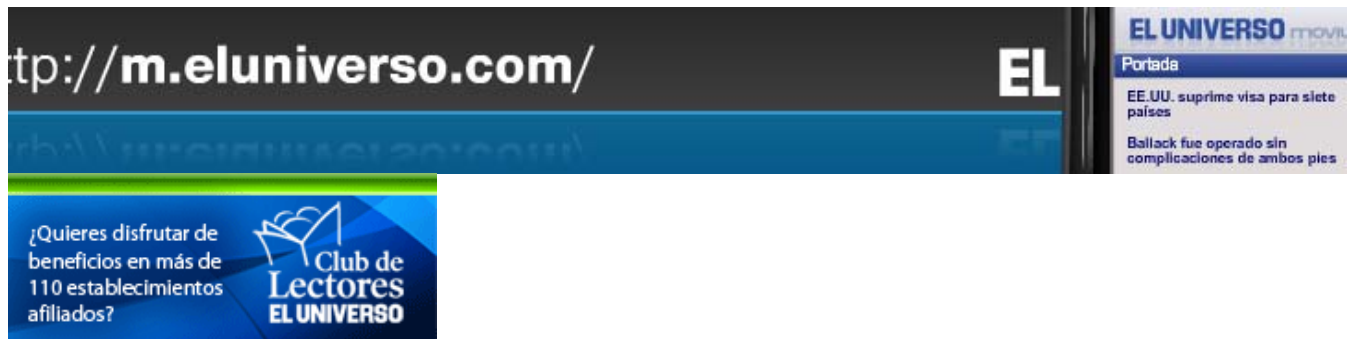 ttp://m.eluniverso.com/
EL
EL UNIVERSO
Portada
EE.UU. suprime visa para siete
países
Ballack fue operado sin
complicaciones de ambos pies
¿Quieres disfrutar de
beneficios en más de
110 establecimientos
afiliados?
Club de
Lectores
EL UNIVERSO